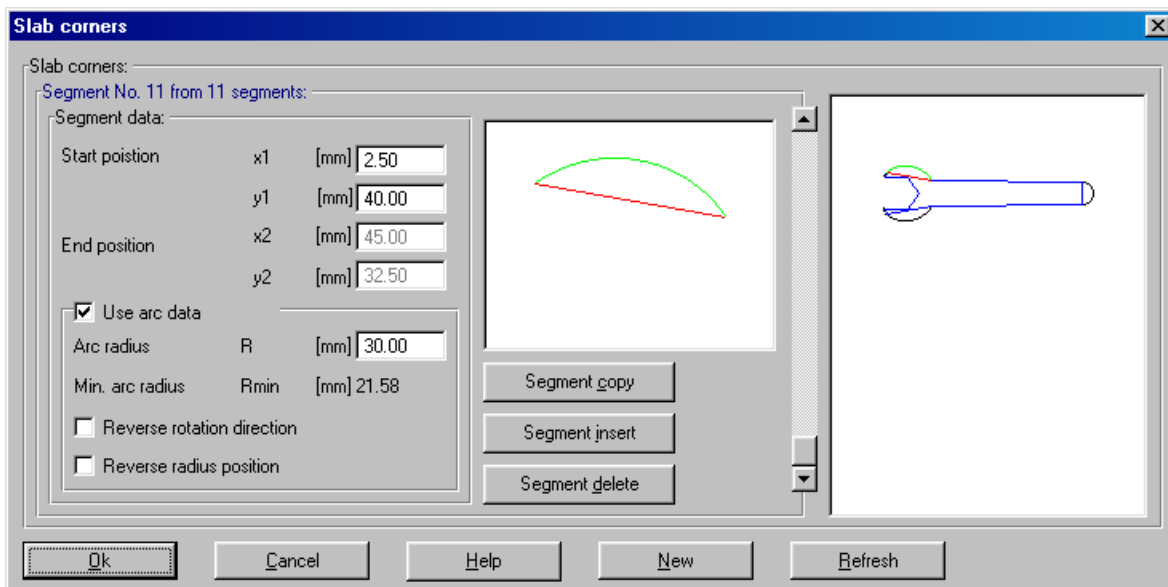 Slab corners
Slab corners:
Segment No. 11 from 11 segments:
Segment data:
Start poistion x1 [mm] 2.50
y1 [mm] 40.00
End position x2 [mm] 45.00
y2 [mm] 32.50
Use arc data
Arc radius R [mm] 30.00
Min. arc radius Rmin [mm] 21.58
Reverse rotation direction
Reverse radius position
Segment copy
Segment insert
Segment delete
Ok Cancel Help New Refresh